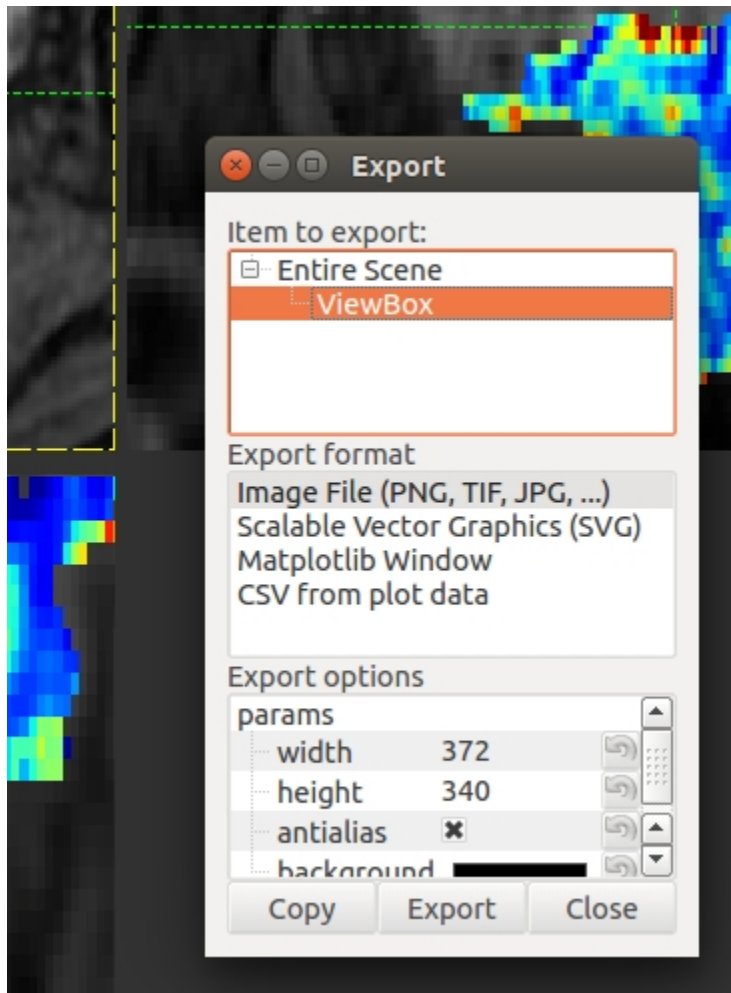 Export
Item to export:
Entire Scene
ViewBox
Export format
Image File (PNG, TIF, JPG, ...)
Scalable Vector Graphics (SVG)
Matplotlib Window
CSV from plot data
Export options
params
width 372
height 340
antialias
background
Copy Export Close